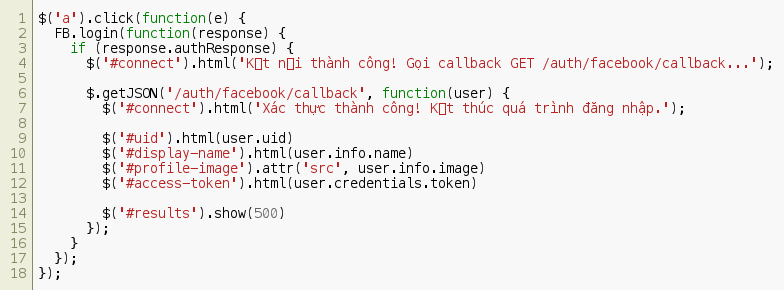 1 $('a').click(function(e) {
2   FB.login(function(response) {
3     if (response.authResponse) {
4       $('#connect').html('K□t n□i thành công! Gọi callback GET /auth/facebook/callback...');
5
6       $.getJSON('/auth/facebook/callback', function(user) {
7         $('#connect').html('Xác thực thành công! K□t thúc quá trình đăng nhập.');
8
9         $('#uid').html(user.uid)
10         $('#display-name').html(user.info.name)
11         $('#profile-image').attr('src', user.info.image)
12         $('#access-token').html(user.credentials.token)
13
14         $('#results').show(500)
15       });
16     }
17   });
18 });